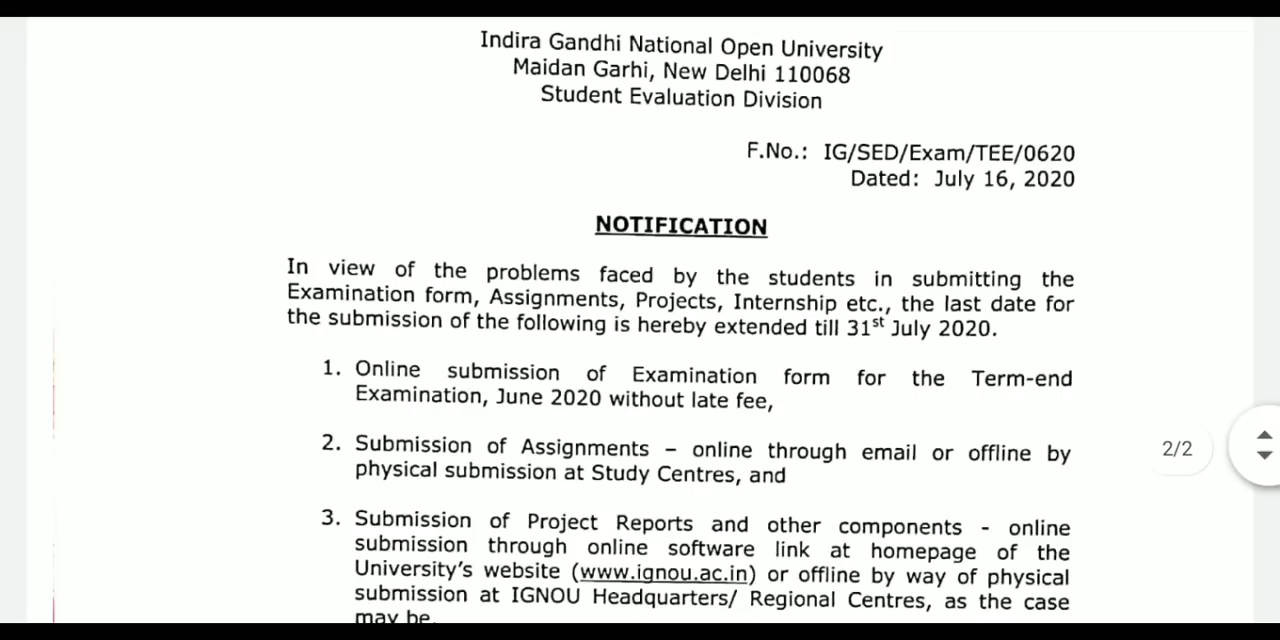 Indira Gandhi National Open University
Maidan Garhi, New Delhi 110068
Student Evaluation Division
F.No.: IG/SED/Exam/TEE/0620
Dated: July 16, 2020
NOTIFICATION
In view of the problems faced by the students in submitting the
Examination form, Assignments, Projects, Internship etc., the last date for
the submission of the following is hereby extended till 31st July 2020.
1. Online submission of Examination form for the Term-end
Examination, June 2020 without late fee,
2. Submission of Assignments – online through email or offline by
physical submission at Study Centres, and
2/2
3. Submission of Project Reports and other components - online
submission through online software link at homepage of the
University's website (www.ignou.ac.in) or offline by way of physical
submission at IGNOU Headquarters/ Regional Centres, as the case
may be.